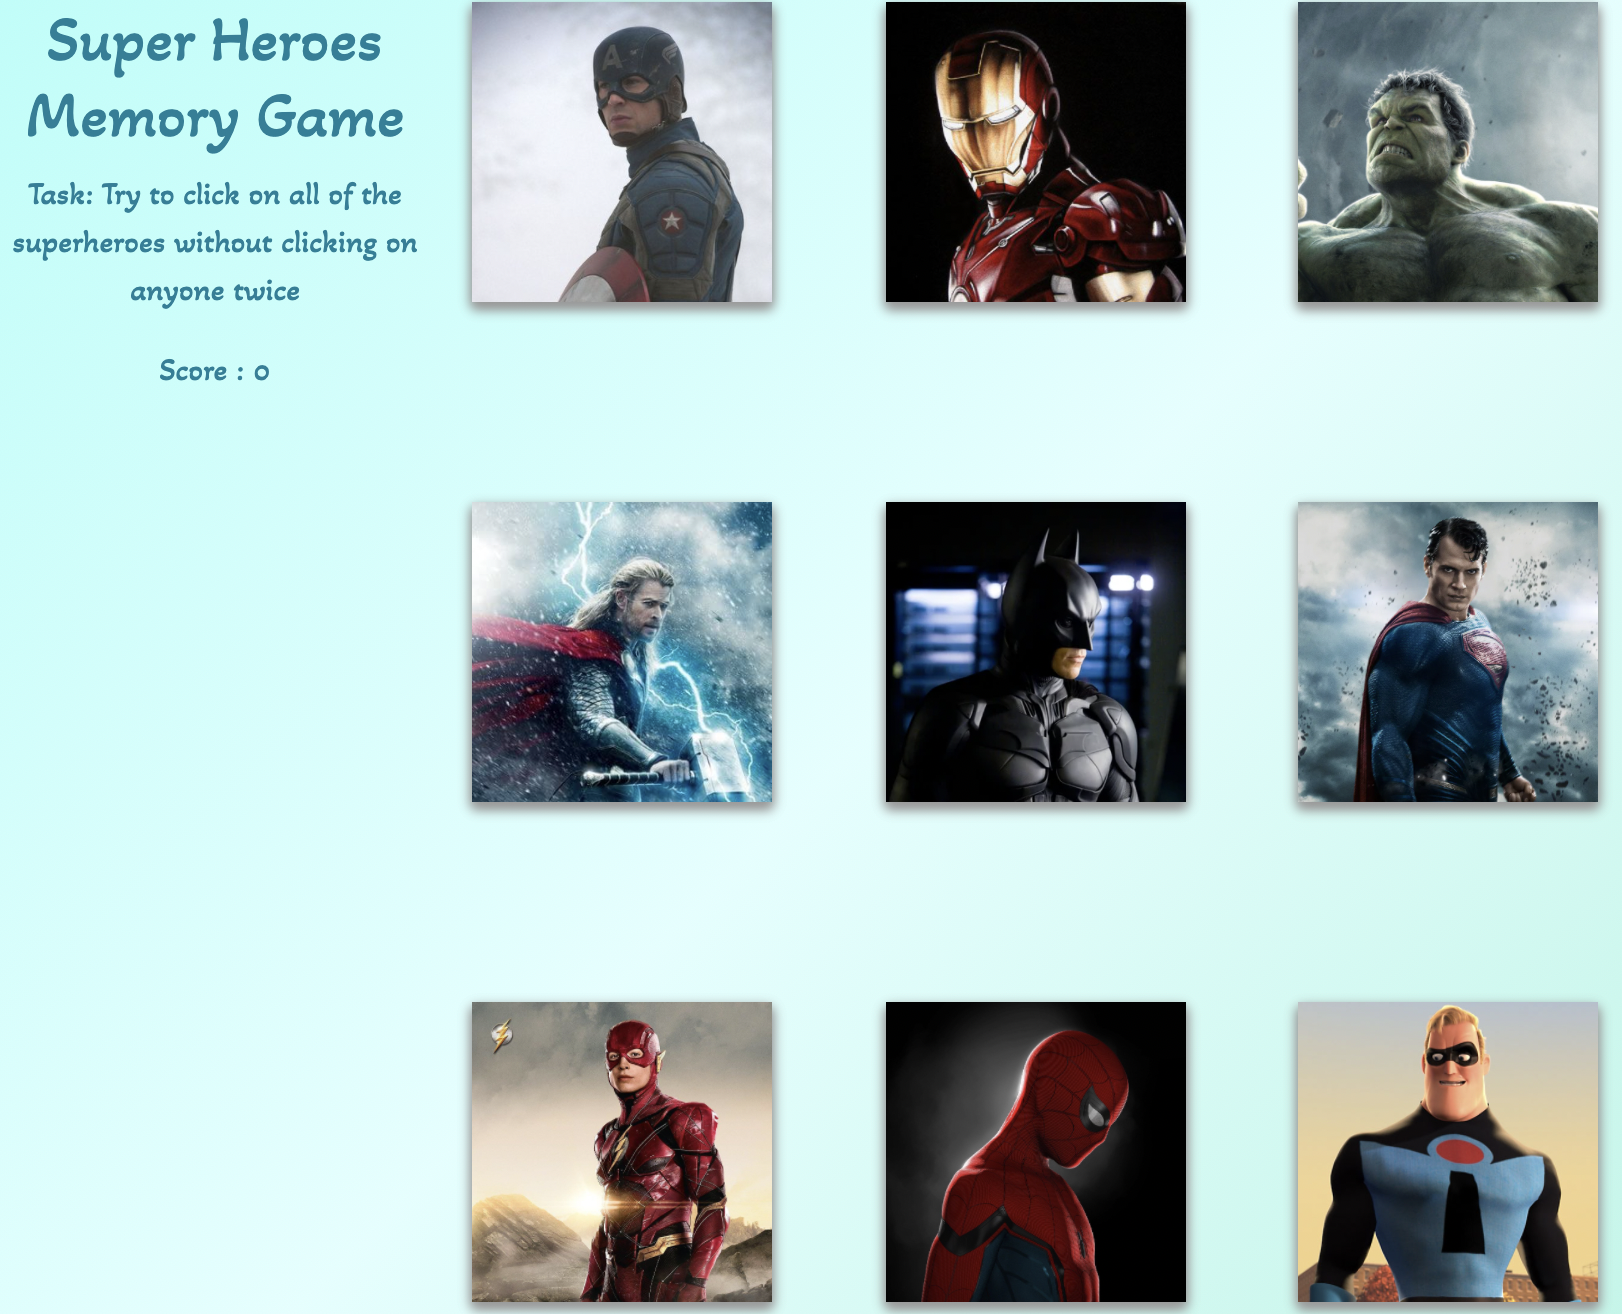 Super Heroes
Memory Game
Task: Try to click on all of the
superheroes without clicking on
anyone twice
Score : 0